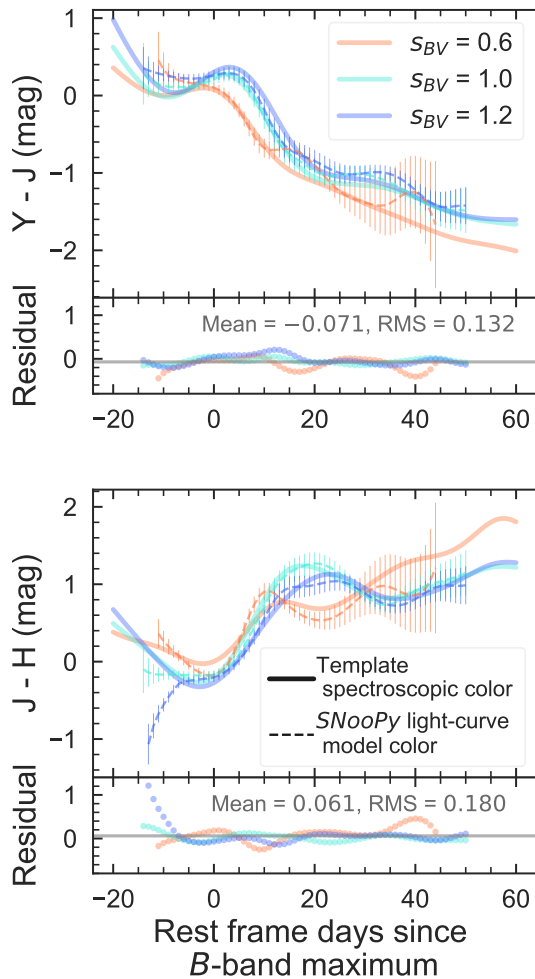 1
0
−1
−2
Y - J (mag)
s_BV = 0.6
s_BV = 1.0
s_BV = 1.2
1
0
Residual
Mean = −0.071, RMS = 0.132
−20 0 20 40 60
2
1
0
−1
J - H (mag)
Template
spectroscopic color
SNooPy light-curve
model color
1
0
Residual
Mean = 0.061, RMS = 0.180
−20 0 20 40 60
Rest frame days since
B-band maximum